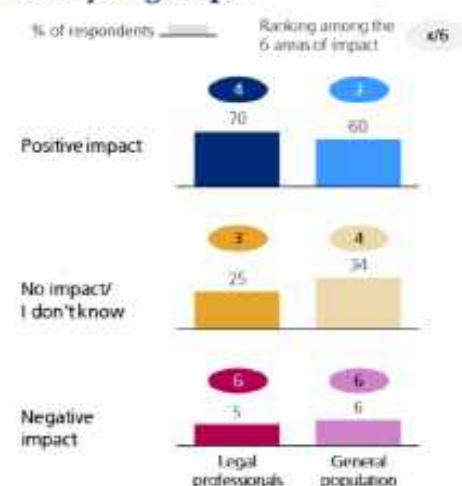 % of respondents
Ranking among the
6 areas of impact
x/6
4
70
60
Positive impact
3
4
25
34
No impact/
I don't know
6
6
5
6
Negative
impact
Legal
professionals
General
population